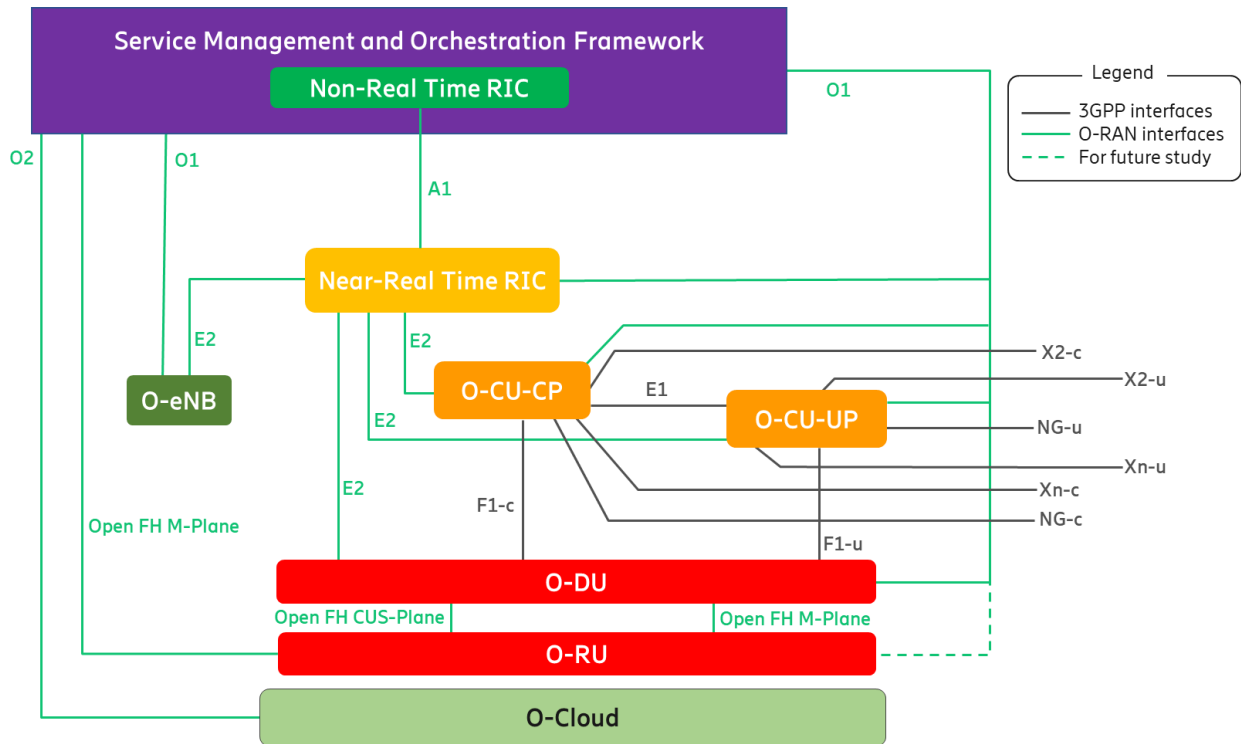 Service Management and Orchestration Framework
Non-Real Time RIC
Legend
3GPP interfaces
O-RAN interfaces
For future study
O1
O2
O1
A1
Near-Real Time RIC
E2
E2
X2-c
O-CU-CP
E1
X2-u
O-eNB
E2
O-CU-UP
NG-u
Xn-u
E2
Xn-c
F1-c
NG-c
Open FH M-Plane
F1-u
O-DU
Open FH CUS-Plane
Open FH M-Plane
O-RU
O-Cloud